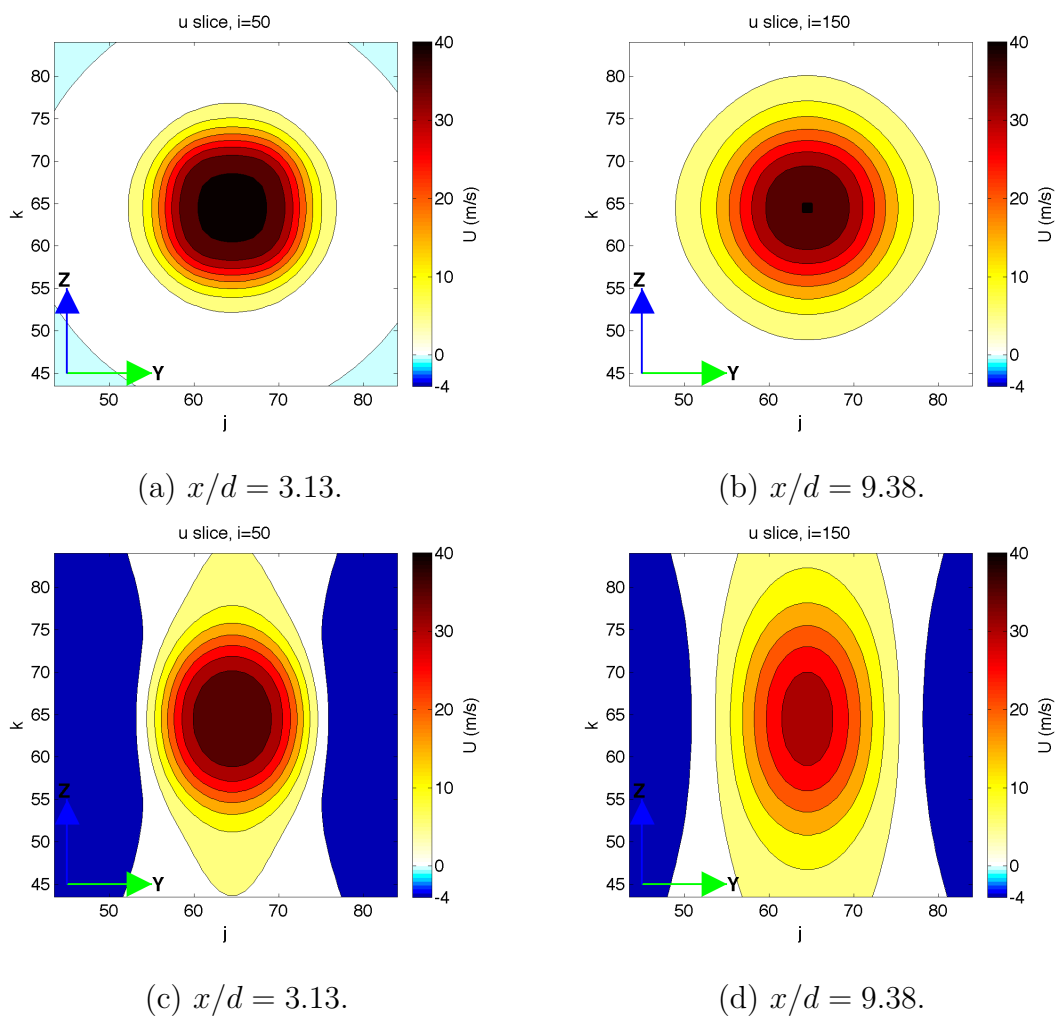 u slice, i=50
u slice, i=150
80
75
70
65
60
55
50
45
k
Z
Y
50 60 70 80
j
40
30
20
10
0
-4
U (m/s)
80
75
70
65
60
55
50
45
k
Z
Y
50 60 70 80
j
40
30
20
10
0
-4
U (m/s)
(a) x/d = 3.13.
(b) x/d = 9.38.
u slice, i=50
u slice, i=150
80
75
70
65
60
55
50
45
k
Z
Y
50 60 70 80
j
40
30
20
10
0
-4
U (m/s)
80
75
70
65
60
55
50
45
k
Z
Y
50 60 70 80
j
40
30
20
10
0
-4
U (m/s)
(c) x/d = 3.13.
(d) x/d = 9.38.